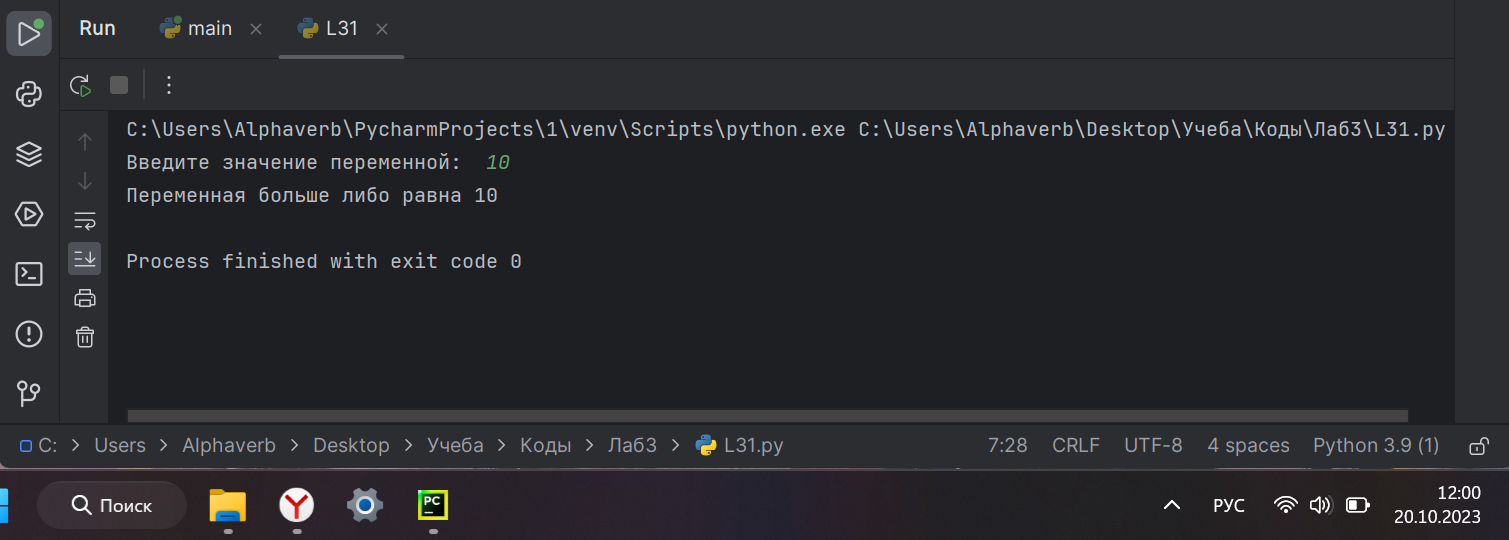 Run main L31
C:\Users\Alphaverb\PycharmProjects\1\venv\Scripts\python.exe C:\Users\Alphaverb\Desktop\Учеба\Коды\Лаб3\L31.py
Введите значение переменной: 10
Переменная больше либо равна 10
Process finished with exit code 0
C: > Users > Alphaverb > Desktop > Учеба > Коды > Лаб3 > L31.py 7:28 CRLF UTF-8 4 spaces Python 3.9 (1)
Поиск PC РУС 12:00
20.10.2023